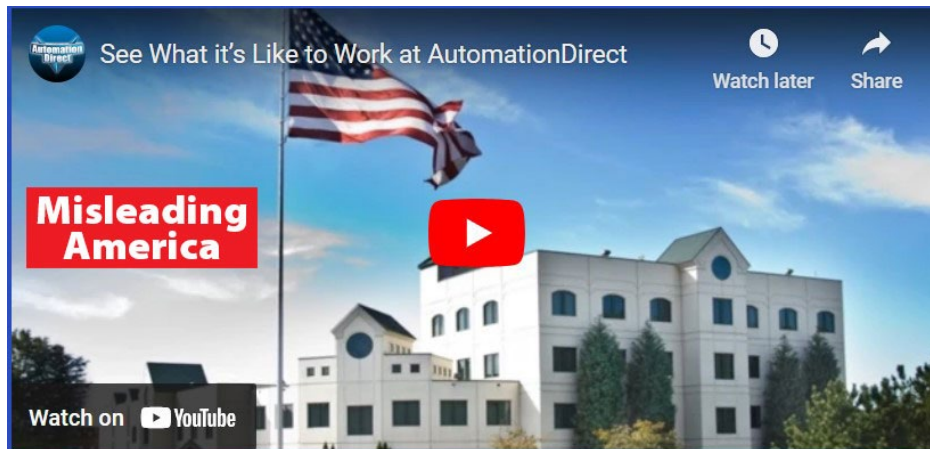 Automation
Direct
See What it’s Like to Work at AutomationDirect
Watch later
Share
Misleading
America
Watch on YouTube